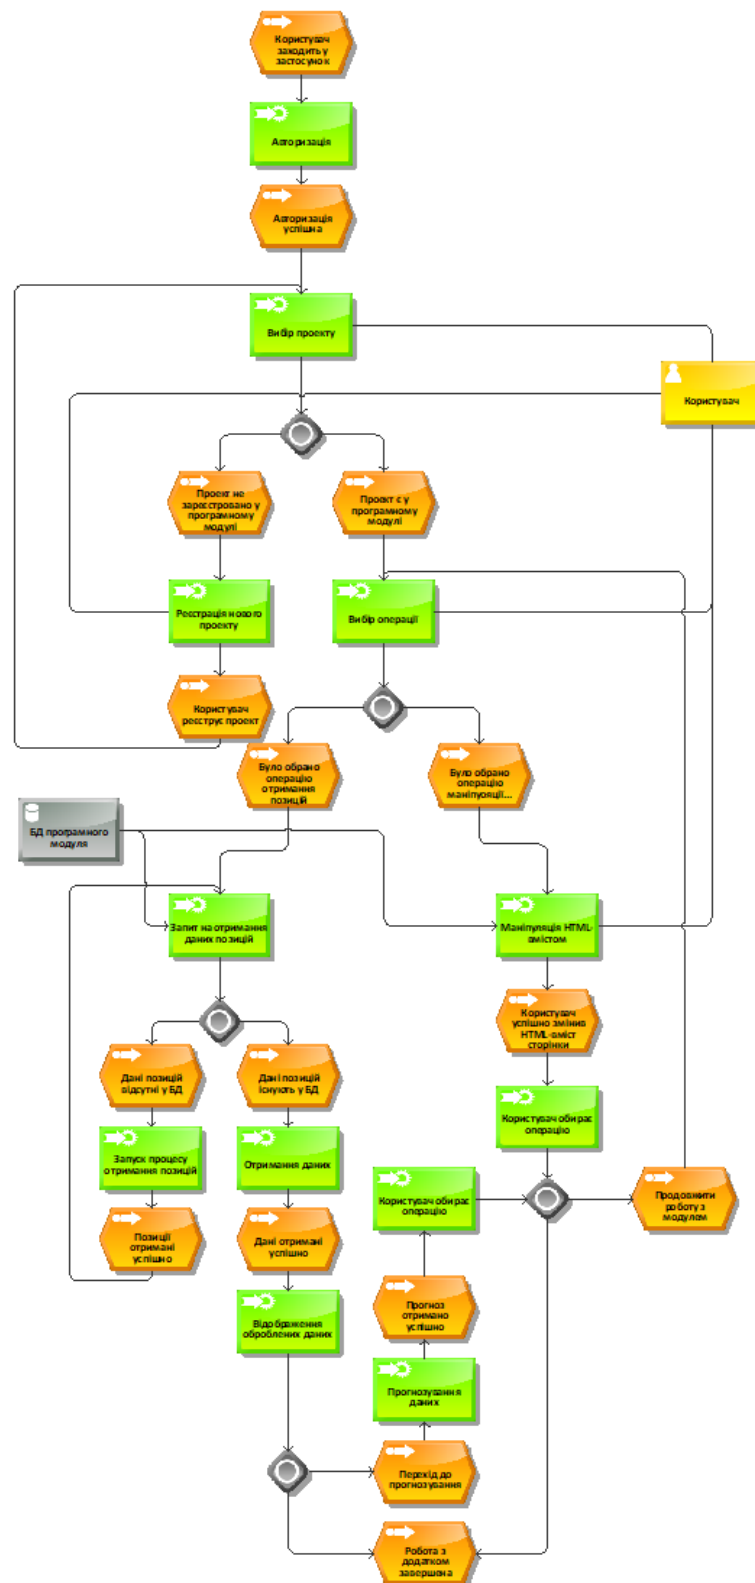 Користувач
заходить у
застосунок
Авторизація
Авторизація
успішна
Вибір проекту
Користувач
Проект не
зареєстровано у
програмному
модулі
Проект є у
програмному
модулі
Реєстрація нового
проекту
Вибір операції
Користувач
реєструє проект
Було обрано
операцію
отримання
позицій
Було обрано
операцію
маніпуояції...
БД програмного
модуля
Запит на отримання
даних позицій
Маніпуляція HTML-
вмістом
Користувач
успішно змінив
HTML-вміст
сторінки
Дані позицій
відсутні у БД
Дані позицій
існують у БД
Користувач обирає
операцію
Запуск процесу
отримання позицій
Отримання даних
Користувач обирає
операцію
Продовжити
роботу з
модулем
Позиції
отримані
успішно
Дані отримані
успішно
Відображення
оброблених даних
Прогноз
отримано
успішно
Прогнозування
даних
Перехід до
прогнозування
Робота з
додатком
завершена